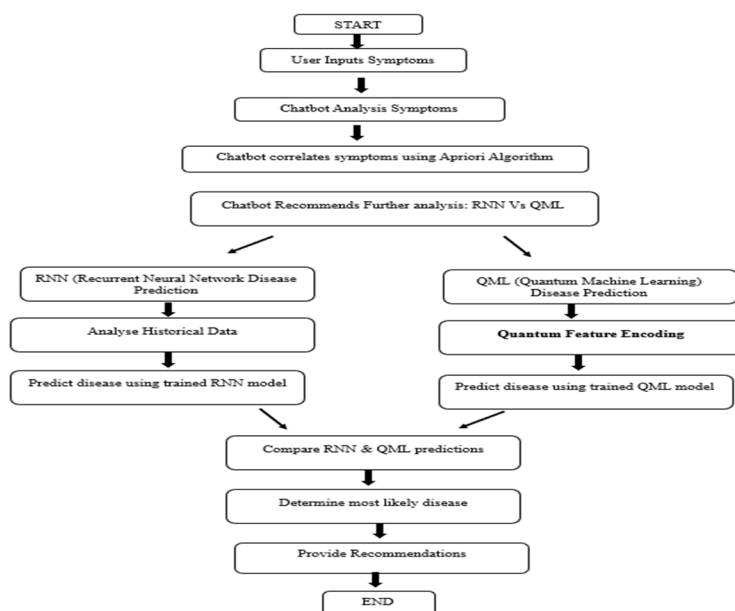 START
User Inputs Symptoms
Chatbot Analysis Symptoms
Chatbot correlates symptoms using Apriori Algorithm
Chatbot Recommends Further analysis: RNN Vs QML
RNN (Recurrent Neural Network Disease
Prediction
Analyse Historical Data
Predict disease using trained RNN model
QML (Quantum Machine Learning)
Disease Prediction
Quantum Feature Encoding
Predict disease using trained QML model
Compare RNN & QML predictions
Determine most likely disease
Provide Recommendations
END